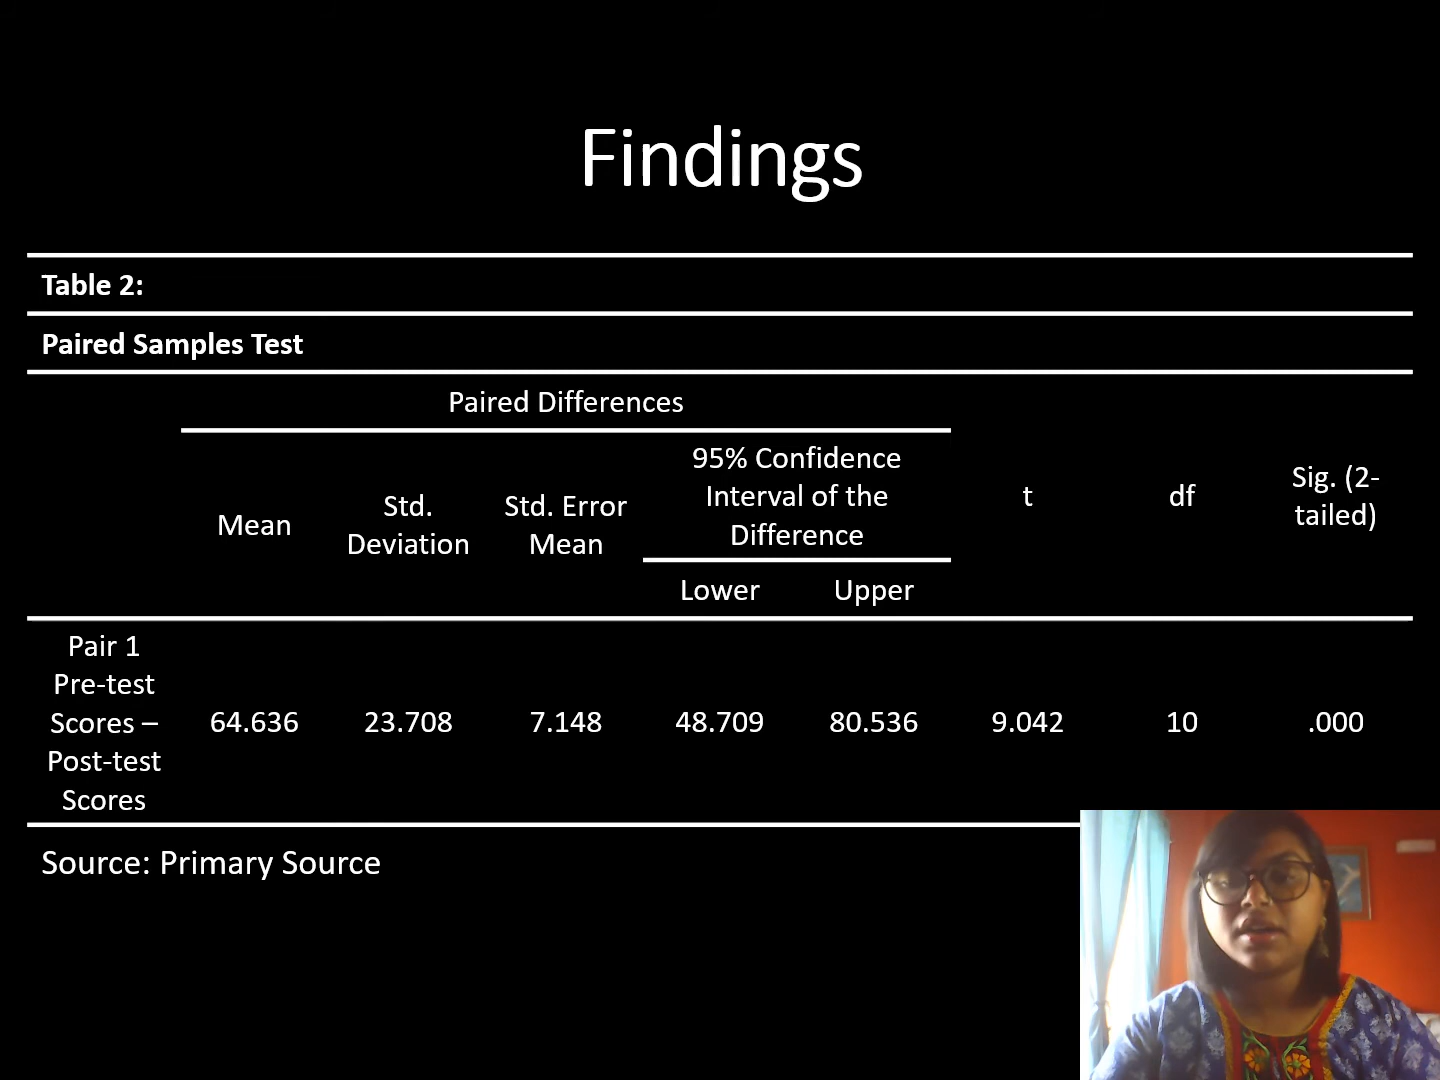 Findings
Table 2:
Paired Samples Test
Paired Differences
95% Confidence
Interval of the
Difference
Mean
Std.
Deviation
Std. Error
Mean
Lower
Upper
t
df
Sig. (2-
tailed)
Pair 1
Pre-test
Scores –
Post-test
Scores
64.636
23.708
7.148
48.709
80.536
9.042
10
.000
Source: Primary Source